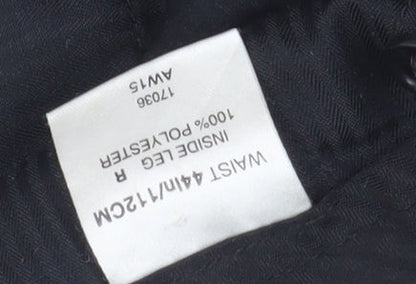 WAIST 44In/112CM
INSIDE LEG R
100% POLYESTER
17036
AW15